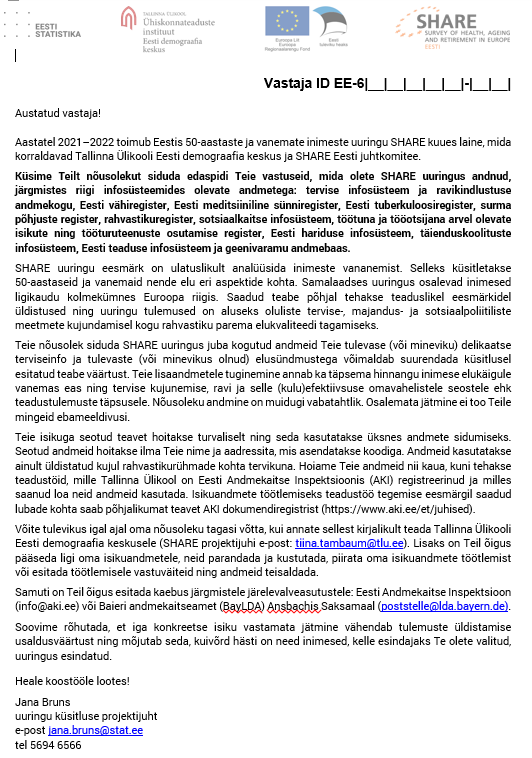 EESTI
STATISTIKA
TALLINNA ÜLIKOOL
Ühiskonnateaduste
instituut
Eesti demograafia
keskus
Euroopa Liit
Euroopa
Regionaalarengu Fond
Eesti
tuleviku heaks
SHARE
SURVEY OF HEALTH, AGEING
AND RETIREMENT IN EUROPE
EESTI
Vastaja ID EE-6|__|__|__|__|__|-|__|__|
Austatud vastaja!
Aastatel 2021–2022 toimub Eestis 50-aastaste ja vanemate inimeste uuringu SHARE kuues laine, mida
korraldavad Tallinna Ülikooli Eesti demograafia keskus ja SHARE Eesti juhtkomitee.
Küsime Teilt nõusolekut siduda edaspidi Teie vastuseid, mida olete SHARE uuringus andnud,
järgmistes riigi infosüsteemides olevate andmetega: tervise infosüsteem ja ravikindlustuse
andmekogu, Eesti vähiregister, Eesti meditsiiniline sünniregister, Eesti tuberkuloosiregister, surma
põhjuste register, rahvastikuregister, sotsiaalkaitse infosüsteem, töötuna ja tööotsijana arvel olevate
isikute ning tööturuteenuste osutamise register, Eesti hariduse infosüsteem, täienduskoolituste
infosüsteem, Eesti teaduse infosüsteem ja geenivaramu andmebaas.
SHARE uuringu eesmärk on ulatuslikult analüüsida inimeste vananemist. Selleks küsitletakse
50-aastaseid ja vanemaid nende elu eri aspektide kohta. Samalaadses uuringus osalevad inimesed
ligikaudu kolmekümnes Euroopa riigis. Saadud teabe põhjal tehakse teaduslikel eesmärkidel
üldistused ning uuringu tulemused on aluseks oluliste tervise-, majandus- ja sotsiaalpoliitiliste
meetmete kujundamisel kogu rahvastiku parema elukvaliteedi tagamiseks.
Teie nõusolek siduda SHARE uuringus juba kogutud andmeid Teie tulevase (või mineviku) delikaatse
terviseinfo ja tulevaste (või minevikus olnud) elusündmustega võimaldab suurendada küsitlusel
esitatud teabe väärtust. Teie lisaandmetele tuginemine annab ka täpsema hinnangu inimese elukäigule
vanemas eas ning tervise kujunemise, ravi ja selle (kulu)efektiivsuse omavahelistele seostele ehk
teadustulemuste täpsusele. Nõusoleku andmine on muidugi vabatahtlik. Osalemata jätmine ei too Teile
mingeid ebameeldivusi.
Teie isikuga seotud teavet hoitakse turvaliselt ning seda kasutatakse üksnes andmete sidumiseks.
Seotud andmeid hoitakse ilma Teie nime ja aadressita, mis asendatakse koodiga. Andmeid kasutatakse
ainult üldistatud kujul rahvastikurühmade kohta tervikuna. Hoiame Teie andmeid nii kaua, kuni tehakse
teadustöid, mille Tallinna Ülikool on Eesti Andmekaitse Inspektsioonis (AKI) registreerinud ja milles
saanud loa neid andmeid kasutada. Isikuandmete töötlemiseks teadustöö tegemise eesmärgil saadud
lubade kohta saab põhjalikumat teavet AKI dokumendiregistrist (https://www.aki.ee/et/juhised).
Võite tulevikus igal ajal oma nõusoleku tagasi võtta, kui annate sellest kirjalikult teada Tallinna Ülikooli
Eesti demograafia keskusele (SHARE projektijuhi e-post: tiina.tambaum@tlu.ee). Lisaks on Teil õigus
pääseda ligi oma isikuandmetele, neid parandada ja kustutada, piirata oma isikuandmete töötlemist
või esitada töötlemisele vastuväiteid ning andmeid teisaldada.
Samuti on Teil õigus esitada kaebus järgmistele järelevalveasutustele: Eesti Andmekaitse Inspektsioon
(info@aki.ee) või Baieri andmekaitseamet (BayLDA) Ansbachis Saksamaal (poststelle@lda.bayern.de).
Soovime rõhutada, et iga konkreetse isiku vastamata jätmine vähendab tulemuste üldistamise
usaldusväärtust ning mõjutab seda, kuivõrd hästi on need inimesed, kelle esindajaks Te olete valitud,
uuringus esindatud.
Heale koostööle lootes!
Jana Bruns
uuringu küsitluse projektijuht
e-post jana.bruns@stat.ee
tel 5694 6566